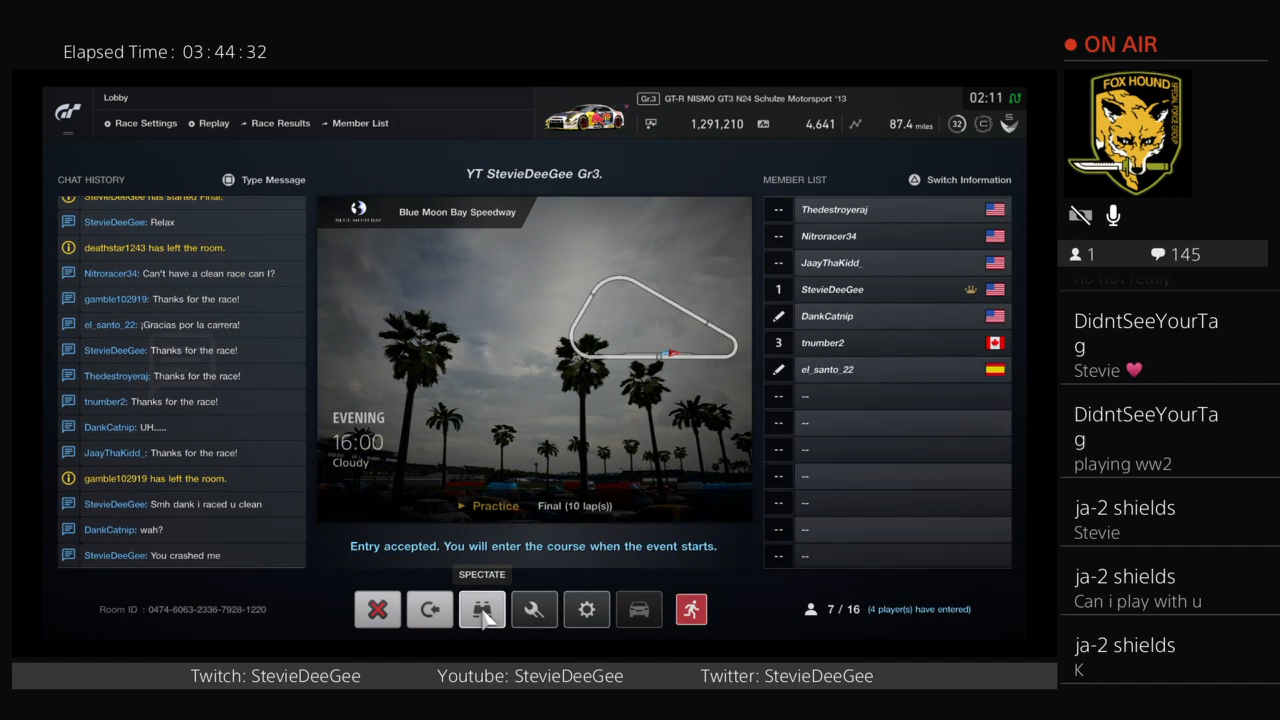 Elapsed Time: 03:44:32
ON AIR
FOX HOUND
SPECIAL FORCE GROUP
Lobby
Race Settings
Replay
Race Results
Member List
Gr.3 GT-R NISMO GT3 N24 Schulze Motorsport '13
02:11
1,291,210
4,641
87.4 miles
32
C
S
CHAT HISTORY
Type Message
StevieDeeGee has started Final.
StevieDeeGee: Relax
deathstar1243 has left the room.
Nitroracer34: Can't have a clean race can I?
gamble102919: Thanks for the race!
el_santo_22: ¡Gracias por la carrera!
StevieDeeGee: Thanks for the race!
Thedestroyeraj: Thanks for the race!
tnumber2: Thanks for the race!
DankCatnip: UH.....
JaayThaKidd_: Thanks for the race!
gamble102919 has left the room.
StevieDeeGee: Smh dank i raced u clean
DankCatnip: wah?
StevieDeeGee: You crashed me
Room ID : 0474-6063-2336-7928-1220
YT StevieDeeGee Gr3.
BLUE MOON BAY
Blue Moon Bay Speedway
EVENING
16:00
Cloudy
Practice
Final (10 lap(s))
Entry accepted. You will enter the course when the event starts.
SPECTATE
MEMBER LIST
Switch Information
-- Thedestroyeraj
-- Nitroracer34
-- JaayThaKidd_
1 StevieDeeGee
DankCatnip
3 tnumber2
el_santo_22
-- --
-- --
-- --
-- --
-- --
-- --
-- --
7 / 16 (4 player(s) have entered)
1
145
no not really
DidntSeeYourTa
g
Stevie
DidntSeeYourTa
g
playing ww2
ja-2 shields
Stevie
ja-2 shields
Can i play with u
ja-2 shields
K
Twitch: StevieDeeGee
Youtube: StevieDeeGee
Twitter: StevieDeeGee